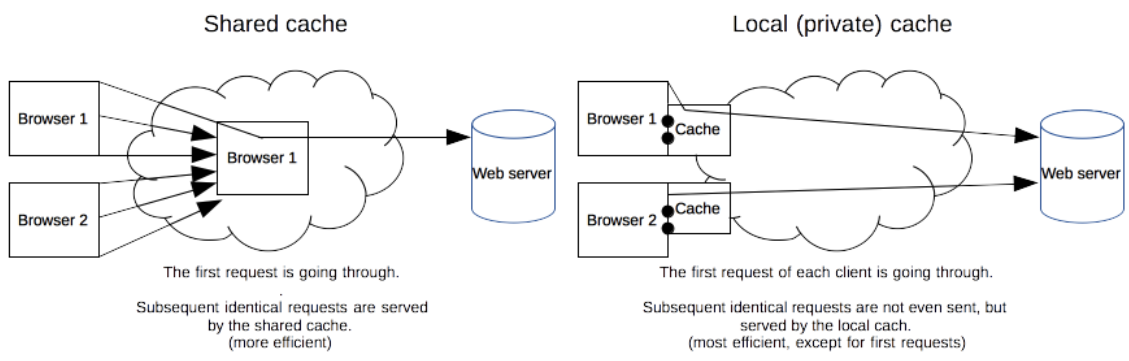 Shared cache
Browser 1
Browser 1
Browser 2
Web server
The first request is going through.
.
Subsequent identical requests are served
by the shared cache.
(more efficient)
Local (private) cache
Browser 1
Cache
Browser 2
Cache
Web server
The first request of each client is going through.
Subsequent identical requests are not even sent, but
served by the local cach.
(most efficient, except for first requests)